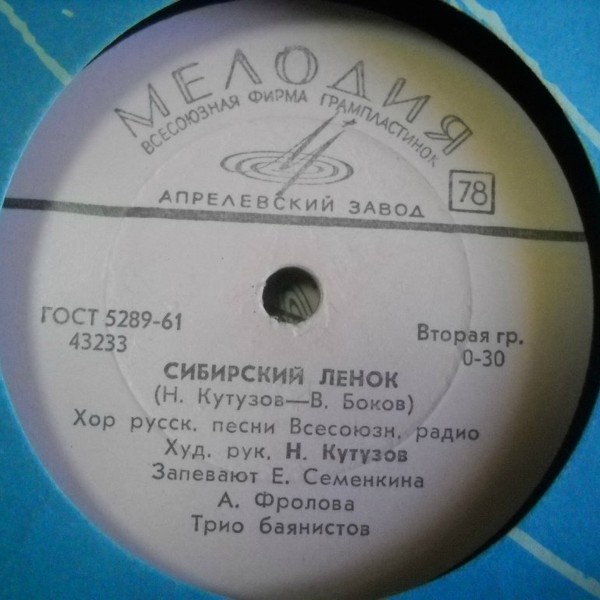 МЕЛОДИЯ
ВСЕСОЮЗНАЯ ФИРМА ГРАМПЛАСТИНОК
АПРЕЛЕВСКИЙ ЗАВОД
78
ГОСТ 5289-61
43233
Вторая гр.
0-30
СИБИРСКИЙ ЛЕНОК
(Н. Кутузов—В. Боков)
Хор русск. песни Всесоюзн. радио
Худ. рук. Н. Кутузов
Запевают Е. Семенкина
А. Фролова
Трио баянистов